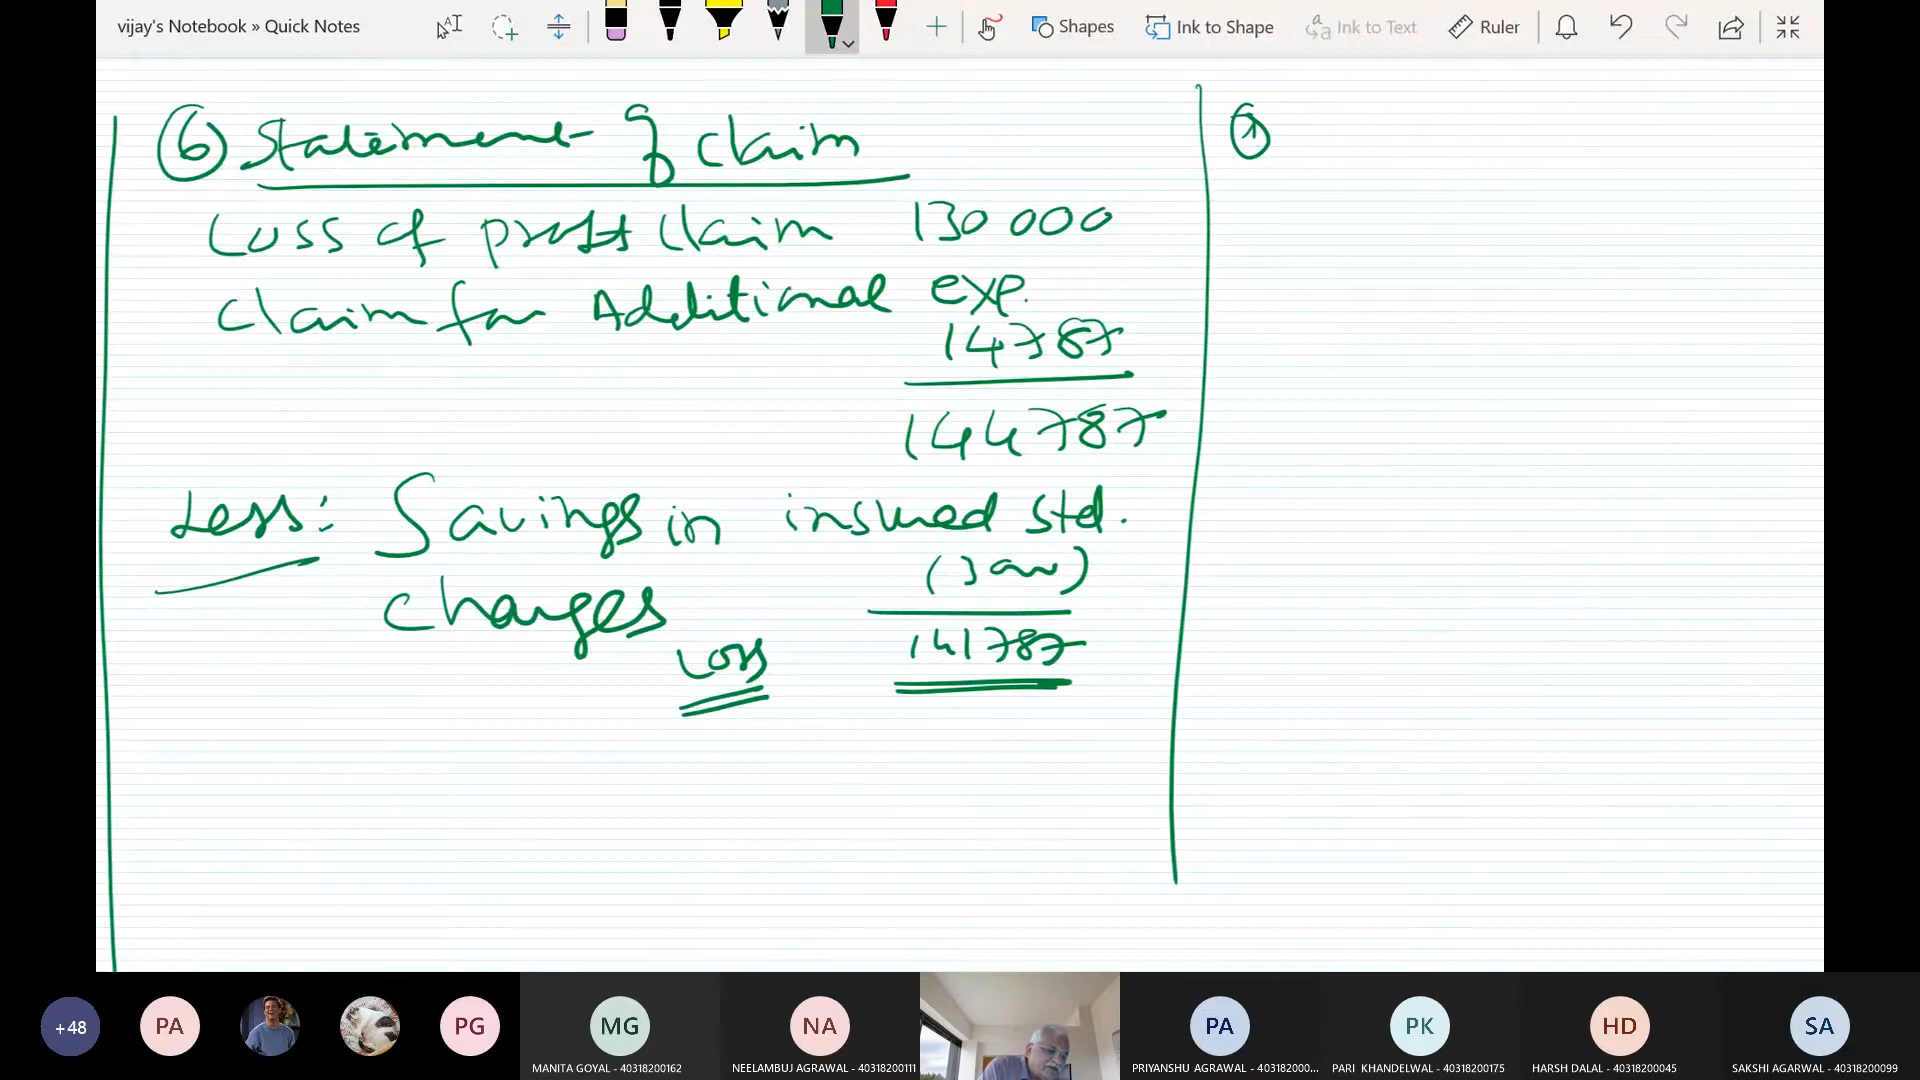 vijay's Notebook » Quick Notes
Shapes
Ink to Shape
Ink to Text
Ruler
⑥ Statement of claim
Loss of profit claim 130 000
Claim for Additional exp.
14787
144787
Less: Savings in insured std.
charges (3000)
Loss 141787
⑦
+48
PA
PG
MG
NA
PA
PK
HD
SA
MANITA GOYAL - 40318200162
NEELAMBUJ AGRAWAL - 40318200111
PRIYANSHU AGRAWAL - 403182000...
PARI KHANDELWAL - 40318200175
HARSH DALAL - 40318200045
SAKSHI AGARWAL - 40318200099